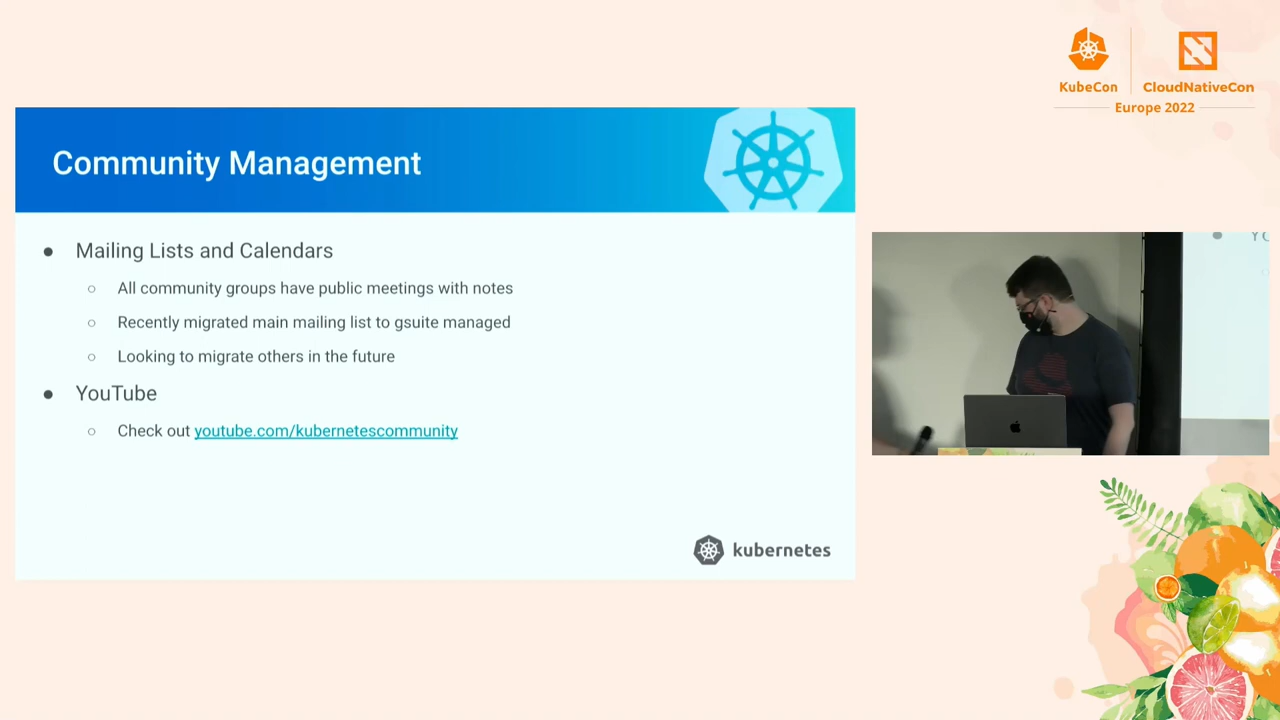 KubeCon
CloudNativeCon
Europe 2022
Community Management
● Mailing Lists and Calendars
○ All community groups have public meetings with notes
○ Recently migrated main mailing list to gsuite managed
○ Looking to migrate others in the future
● YouTube
○ Check out youtube.com/kubernetescommunity
kubernetes